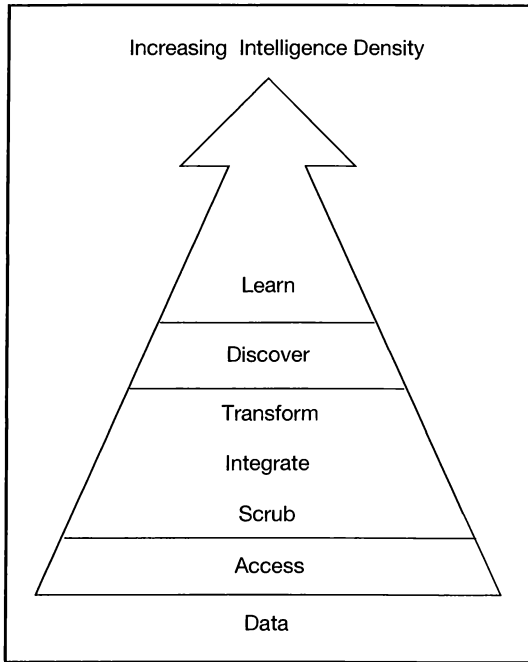 Increasing Intelligence Density
Learn
Discover
Transform
Integrate
Scrub
Access
Data